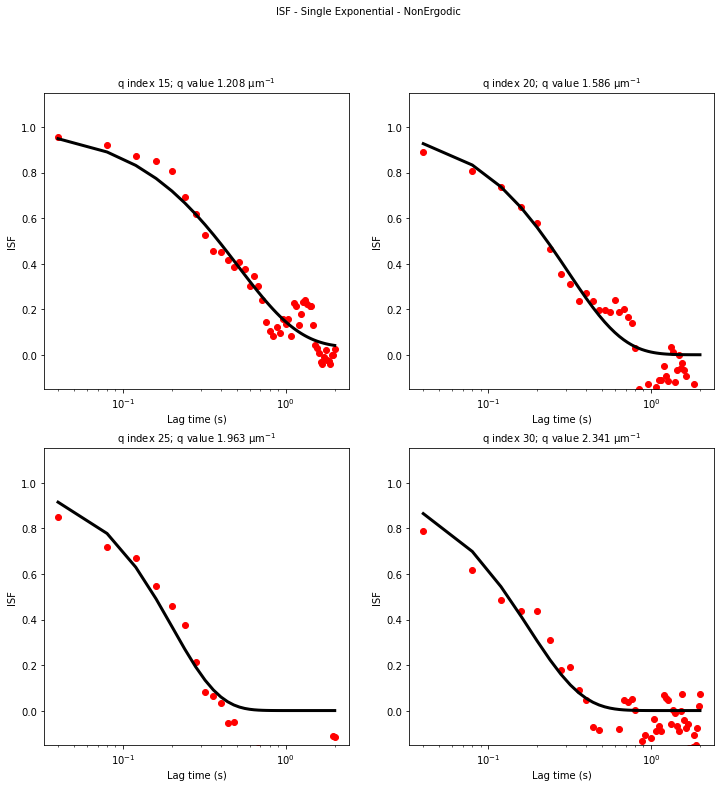 ISF - Single Exponential - NonErgodic
q index 15; q value 1.208 μm⁻¹
q index 20; q value 1.586 μm⁻¹
1.0
0.8
0.6
0.4
0.2
0.0
ISF
10⁻¹
10⁰
Lag time (s)
1.0
0.8
0.6
0.4
0.2
0.0
ISF
10⁻¹
10⁰
Lag time (s)
q index 25; q value 1.963 μm⁻¹
q index 30; q value 2.341 μm⁻¹
1.0
0.8
0.6
0.4
0.2
0.0
ISF
10⁻¹
10⁰
Lag time (s)
1.0
0.8
0.6
0.4
0.2
0.0
ISF
10⁻¹
10⁰
Lag time (s)